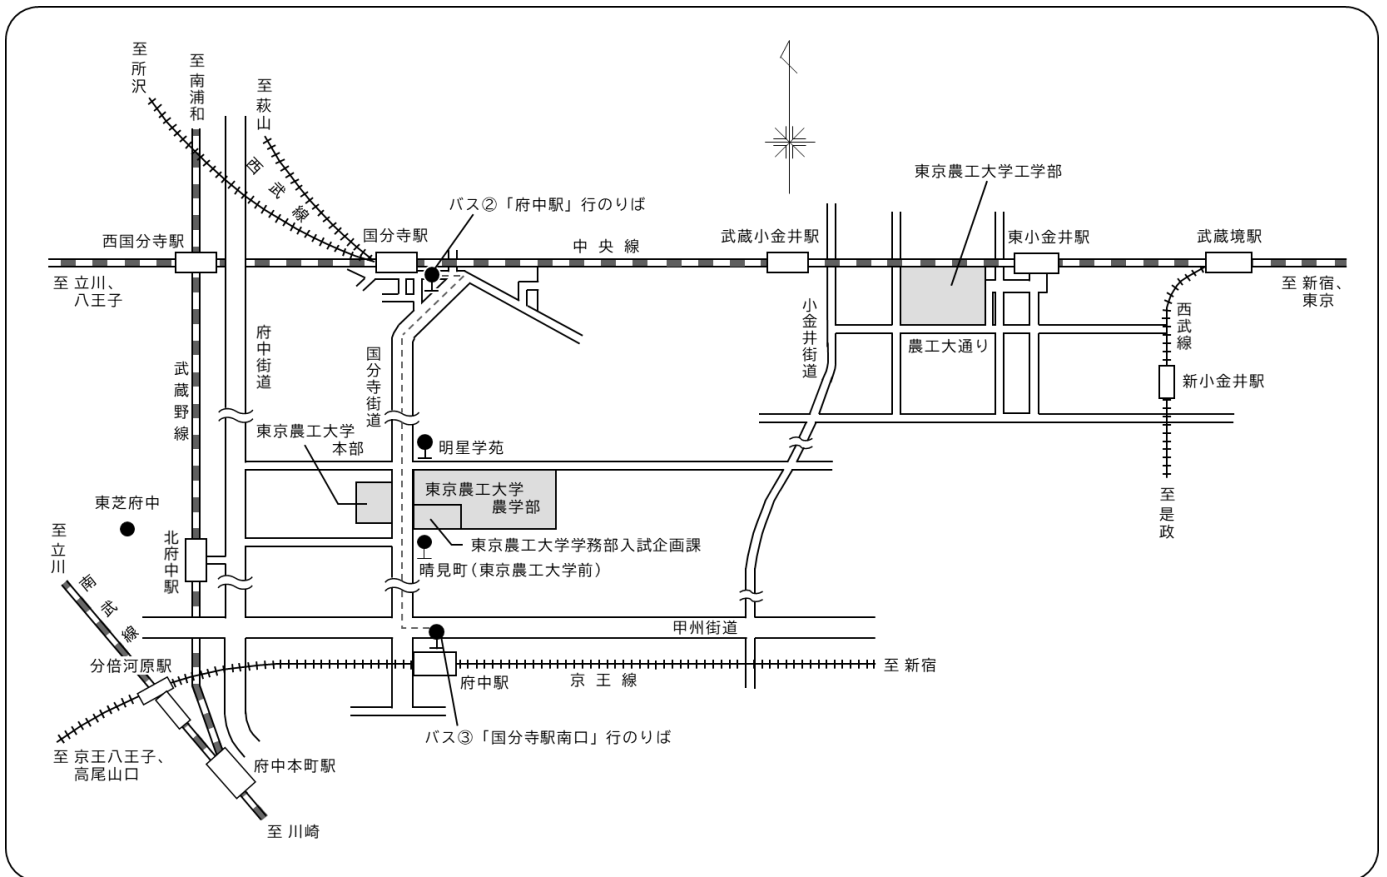 至所沢
至南浦和
至萩山
西武線
東京農工大学工学部
バス②「府中駅」行のりば
西国分寺駅
国分寺駅
中央線
武蔵小金井駅
東小金井駅
武蔵境駅
至 立川、
八王子
至 新宿、
東京
府中街道
国分寺街道
小金井街道
西武線
農工大通り
武蔵野線
新小金井駅
東京農工大学
本部
明星学苑
東京農工大学
農学部
東芝府中
至立川
北府中駅
東京農工大学学務部入試企画課
晴見町(東京農工大学前)
至是政
南武線
甲州街道
分倍河原駅
府中駅
京王線
至 新宿
バス③「国分寺駅南口」行のりば
至 京王八王子、
高尾山口
府中本町駅
至 川崎